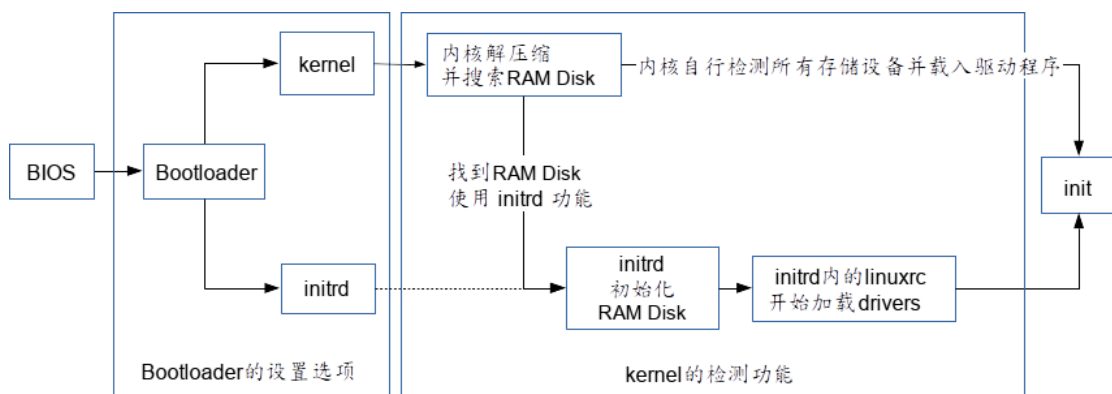 kernel
内核解压缩
并搜索RAM Disk
内核自行检测所有存储设备并载入驱动程序
BIOS
Bootloader
找到RAM Disk
使用 initrd 功能
init
initrd
initrd
初始化
RAM Disk
initrd内的linuxrc
开始加载drivers
Bootloader的设置选项
kernel的检测功能